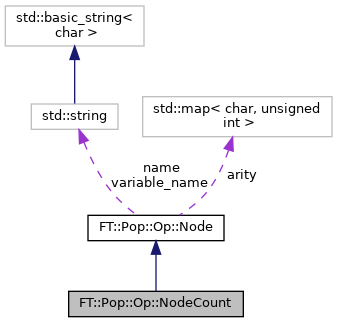 std::basic_string<
char >
std::string
std::map< char, unsigned
int >
name
variable_name
arity
FT::Pop::Op::Node
FT::Pop::Op::NodeCount